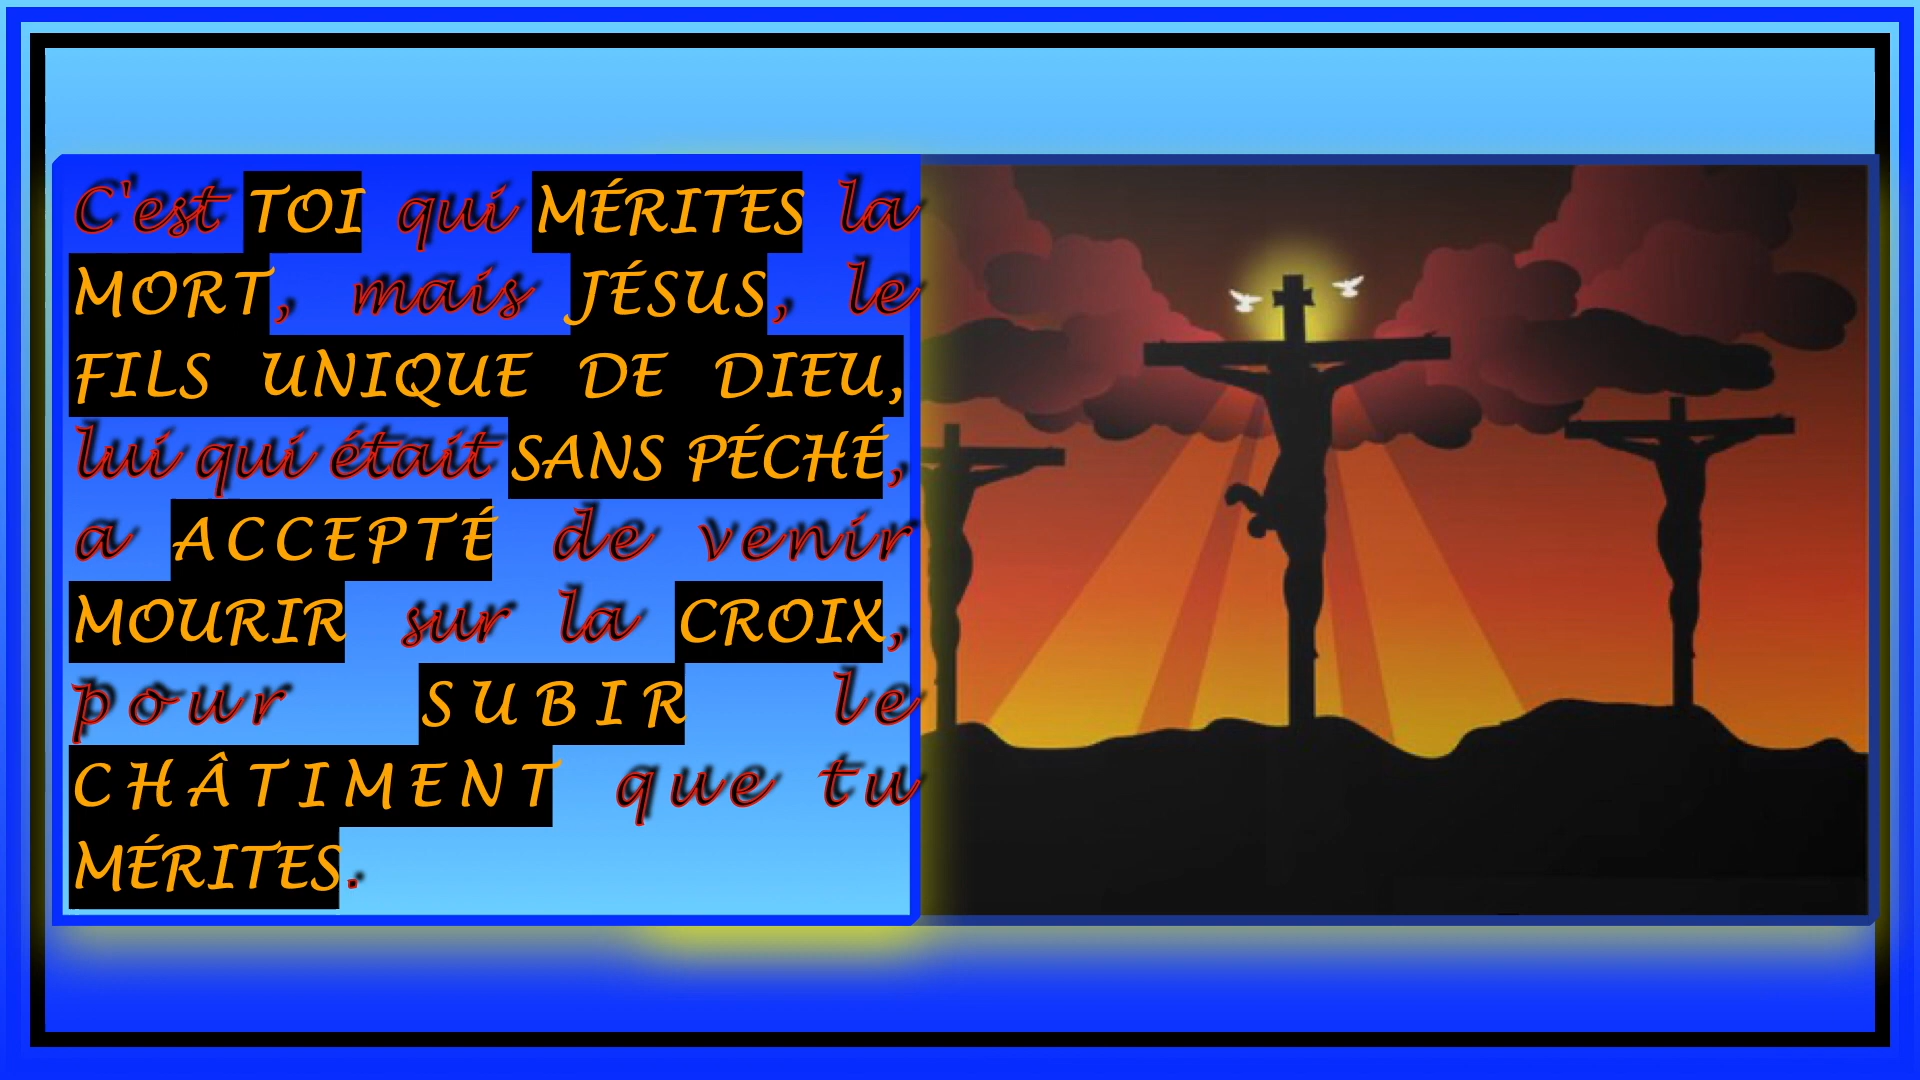 C'est TOI qui MÉRITES la
MORT, mais JÉSUS, le
FILS UNIQUE DE DIEU,
lui qui était SANS PÉCHÉ,
a ACCEPTÉ de venir
MOURIR sur la CROIX,
pour SUBIR le
CHÂTIMENT que tu
MÉRITES.